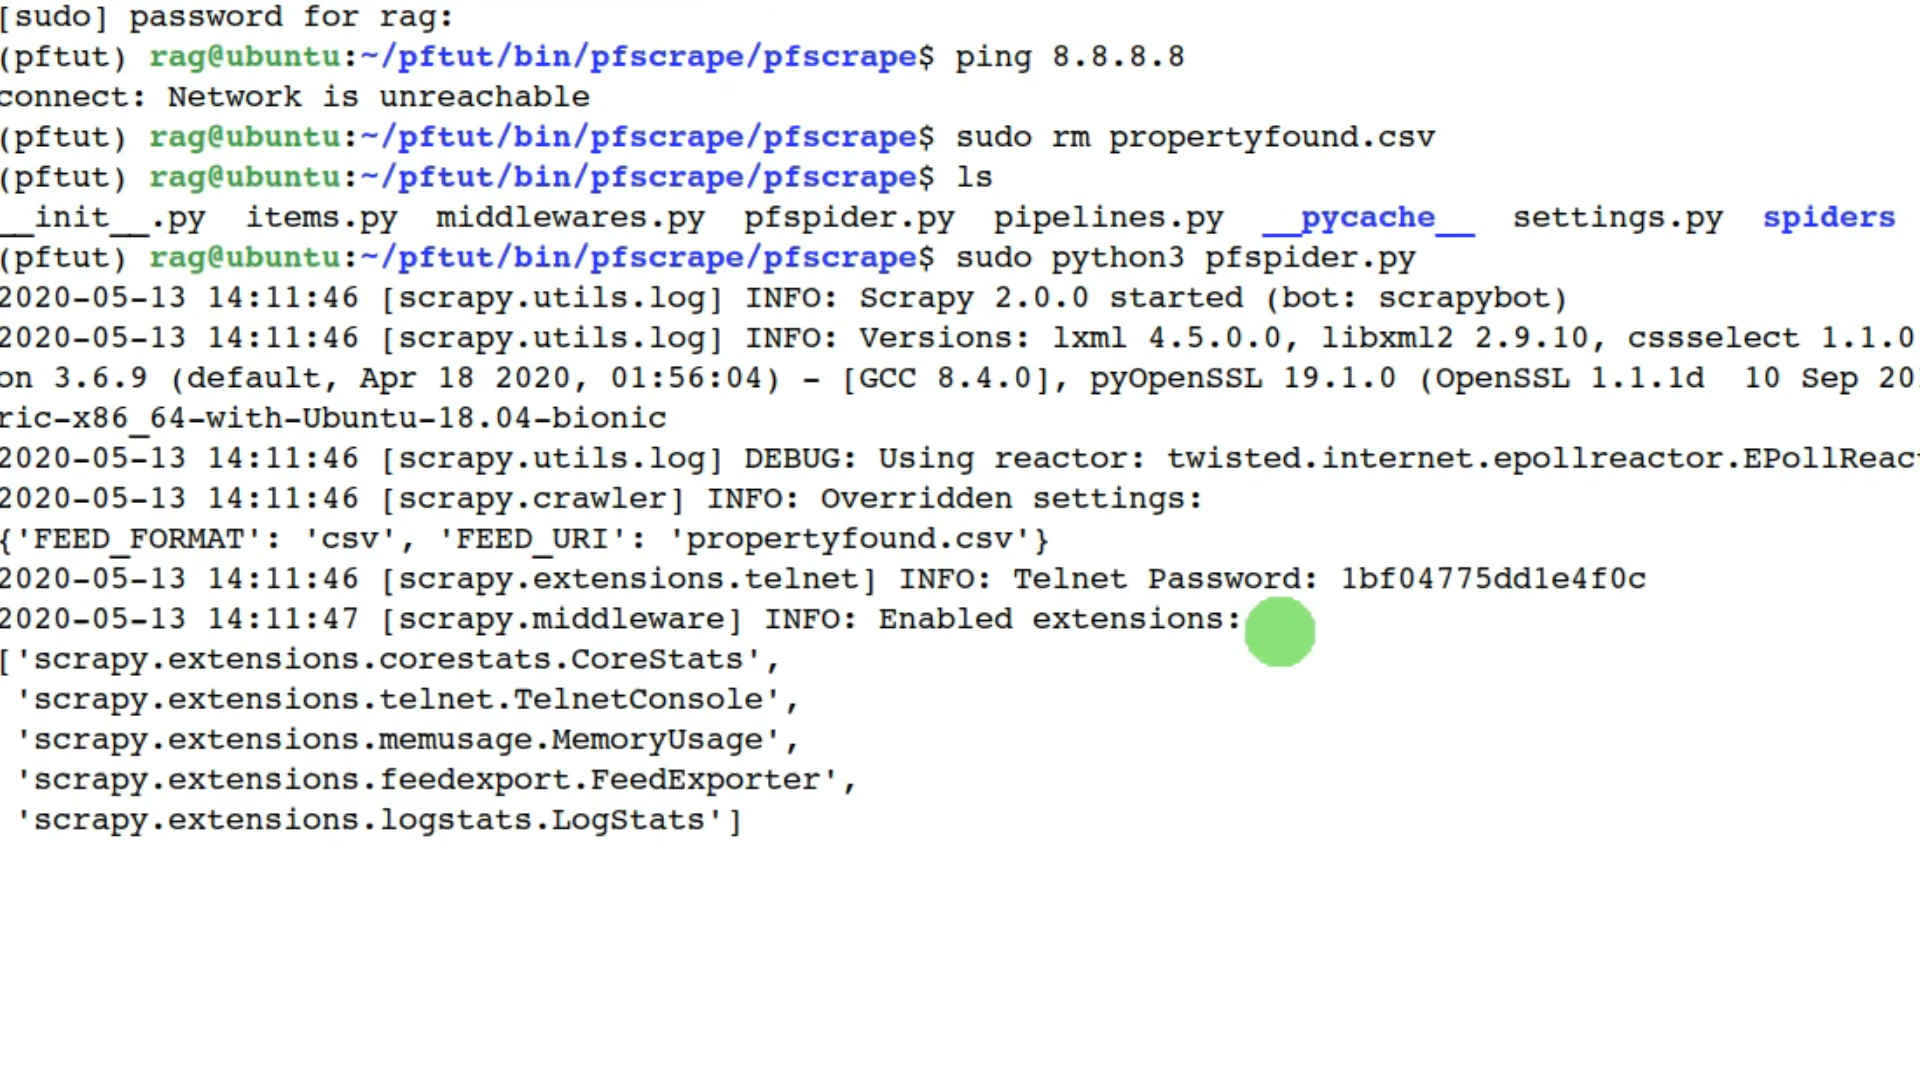 [sudo] password for rag:
(pftut) rag@ubuntu:~/pftut/bin/pfscrape/pfscrape$ ping 8.8.8.8
connect: Network is unreachable
(pftut) rag@ubuntu:~/pftut/bin/pfscrape/pfscrape$ sudo rm propertyfound.csv
(pftut) rag@ubuntu:~/pftut/bin/pfscrape/pfscrape$ ls
__init__.py  items.py  middlewares.py  pfspider.py  pipelines.py  __pycache__  settings.py  spiders
(pftut) rag@ubuntu:~/pftut/bin/pfscrape/pfscrape$ sudo python3 pfspider.py
2020-05-13 14:11:46 [scrapy.utils.log] INFO: Scrapy 2.0.0 started (bot: scrapybot)
2020-05-13 14:11:46 [scrapy.utils.log] INFO: Versions: lxml 4.5.0.0, libxml2 2.9.10, cssselect 1.1.0
on 3.6.9 (default, Apr 18 2020, 01:56:04) - [GCC 8.4.0], pyOpenSSL 19.1.0 (OpenSSL 1.1.1d  10 Sep 20
ric-x86_64-with-Ubuntu-18.04-bionic
2020-05-13 14:11:46 [scrapy.utils.log] DEBUG: Using reactor: twisted.internet.epollreactor.EPollReac
2020-05-13 14:11:46 [scrapy.crawler] INFO: Overridden settings:
{'FEED_FORMAT': 'csv', 'FEED_URI': 'propertyfound.csv'}
2020-05-13 14:11:46 [scrapy.extensions.telnet] INFO: Telnet Password: 1bf04775dd1e4f0c
2020-05-13 14:11:47 [scrapy.middleware] INFO: Enabled extensions:
['scrapy.extensions.corestats.CoreStats',
 'scrapy.extensions.telnet.TelnetConsole',
 'scrapy.extensions.memusage.MemoryUsage',
 'scrapy.extensions.feedexport.FeedExporter',
 'scrapy.extensions.logstats.LogStats']